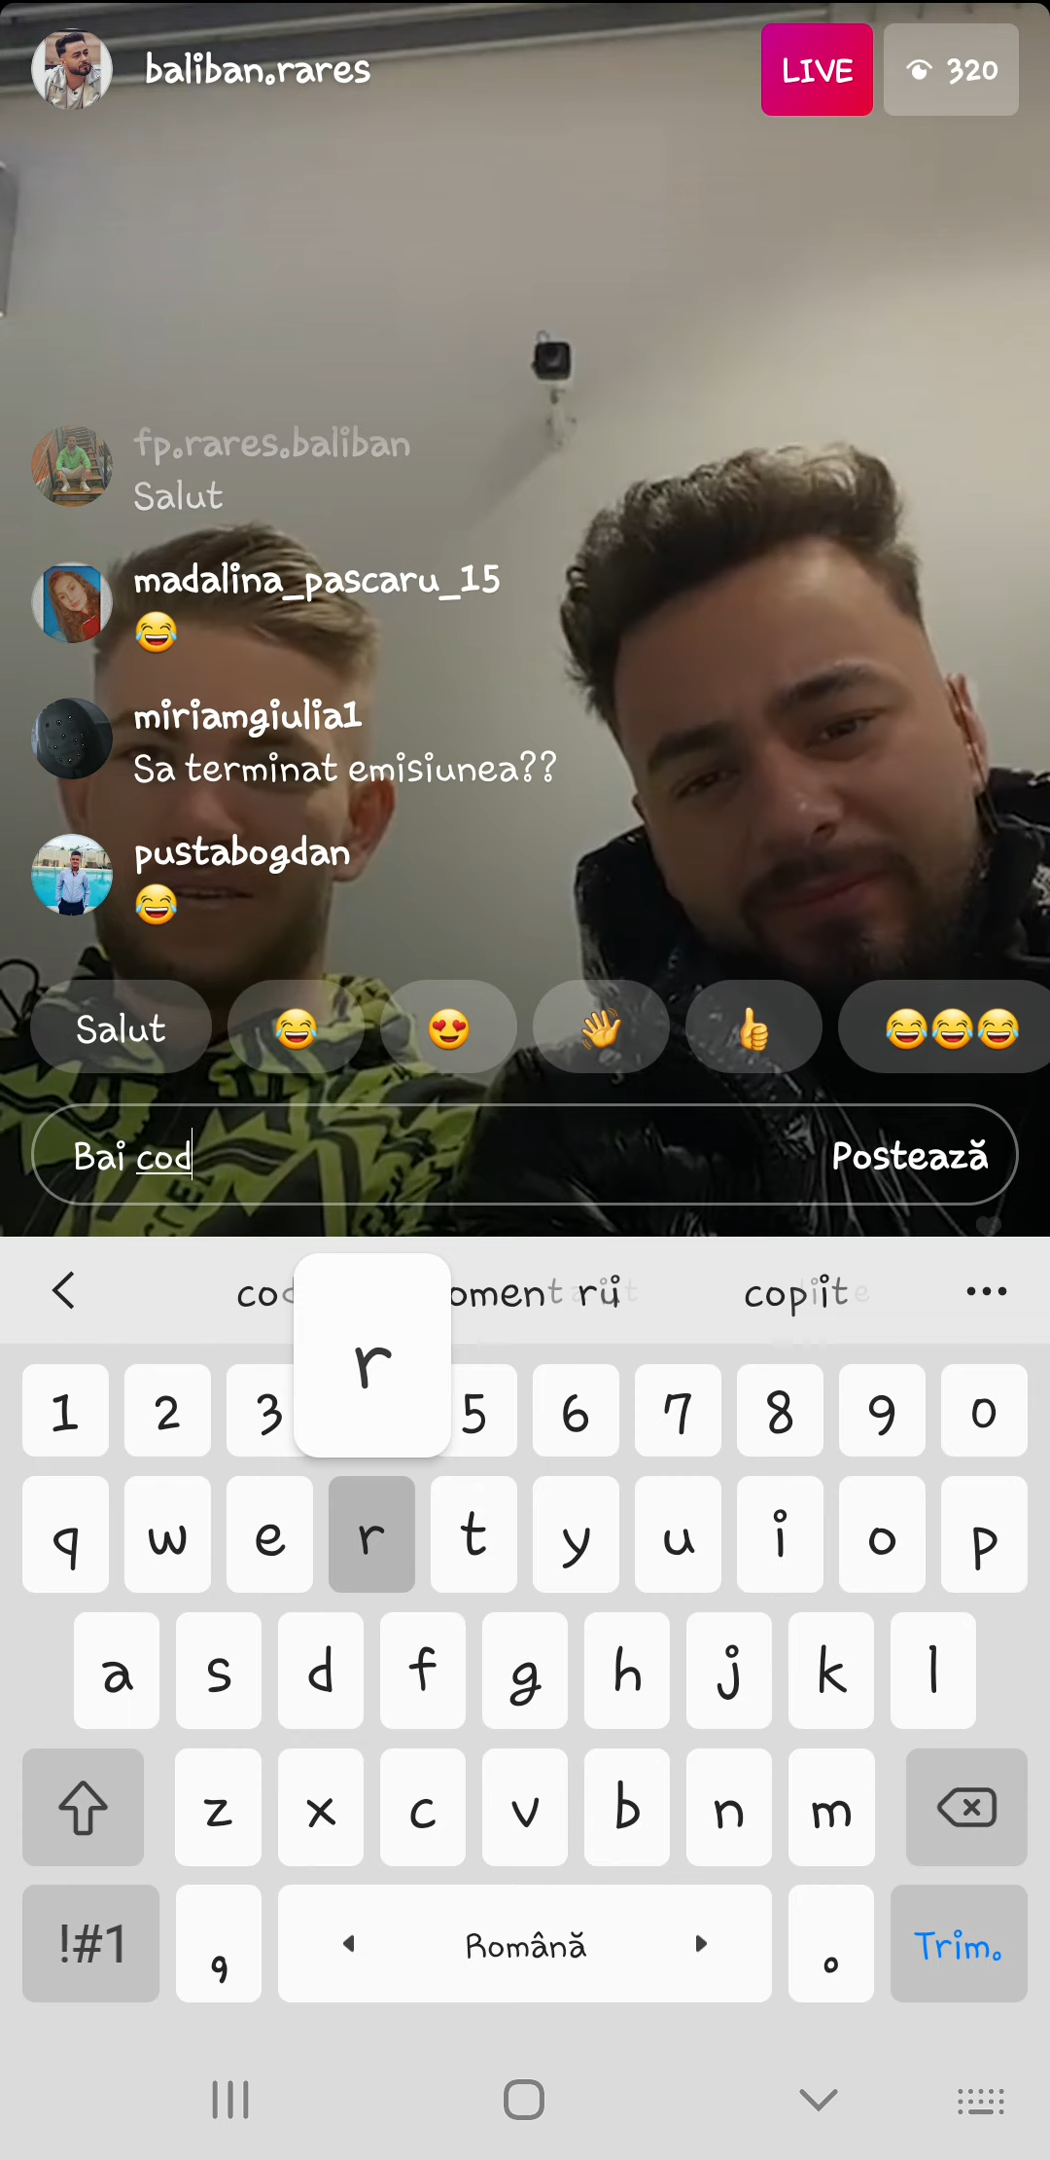 baliban.rares
LIVE
320
fp.rares.baliban
Salut
madalina_pascaru_15
😂
miriamgiulia1
Sa terminat emisiunea??
pustabogdan
😂
Salut 😂 😍 👋 👍 😂😂😂
Bai cod
Postează
r
1 2 3 5 6 7 8 9 0
q w e r t y u i o p
a s d f g h j k l
z x c v b n m
!#1 , Română . Trim.